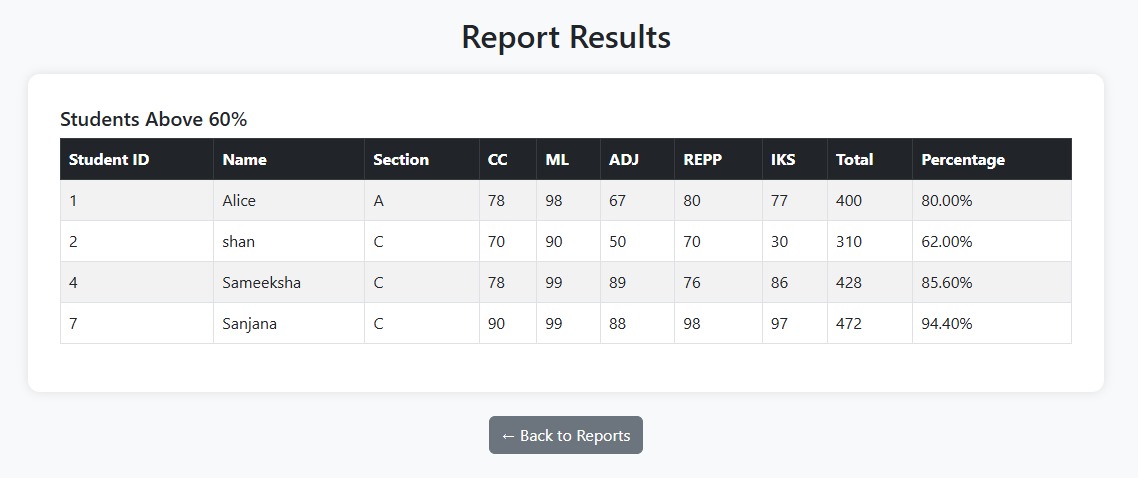 Report Results
Students Above 60%
Student ID Name Section CC ML ADJ REPP IKS Total Percentage
1 Alice A 78 98 67 80 77 400 80.00%
2 shan C 70 90 50 70 30 310 62.00%
4 Sameeksha C 78 99 89 76 86 428 85.60%
7 Sanjana C 90 99 88 98 97 472 94.40%
← Back to Reports